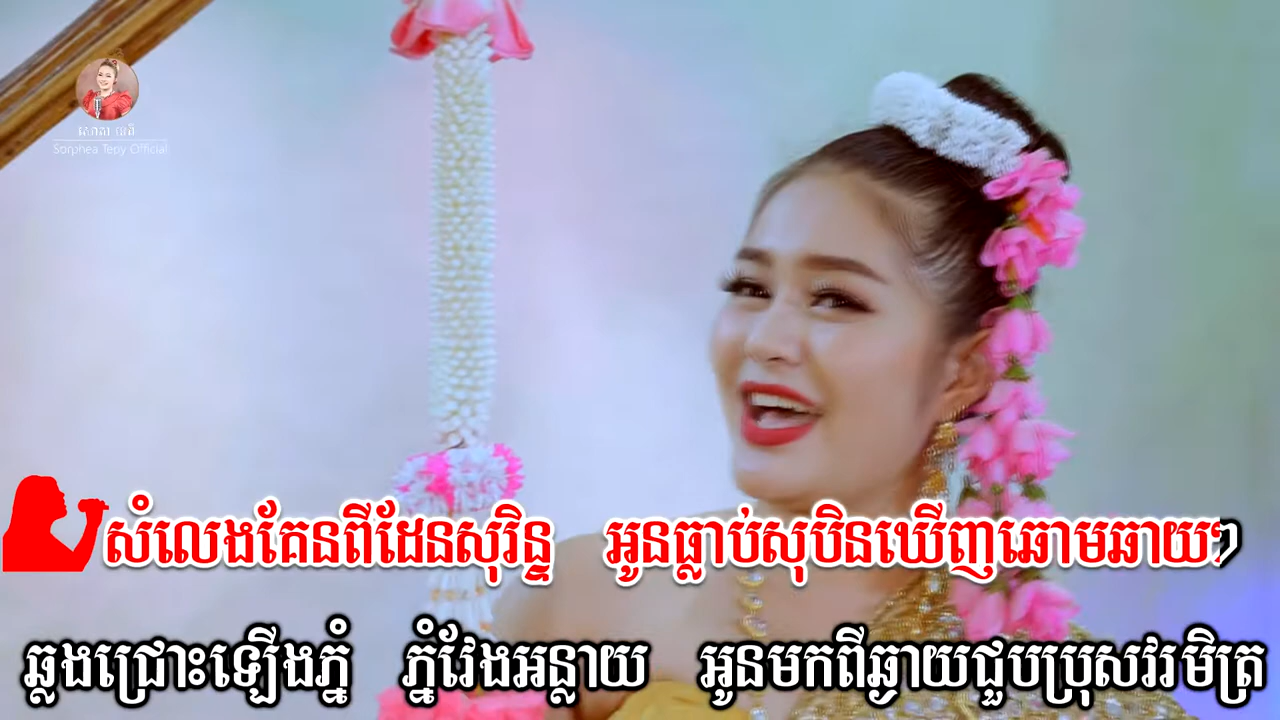 Sorphea Tepy Official
សំលេងគែនពីដែនសុរិន្ទ អូនធ្លាប់សុបិនឃើញឆោមឆាយៗ
ឆ្លងជ្រោះឡើងភ្នំ ភ្នំវែងអន្លាយ អូនមកពីឆ្ងាយជួបប្រុសវរមិត្រ